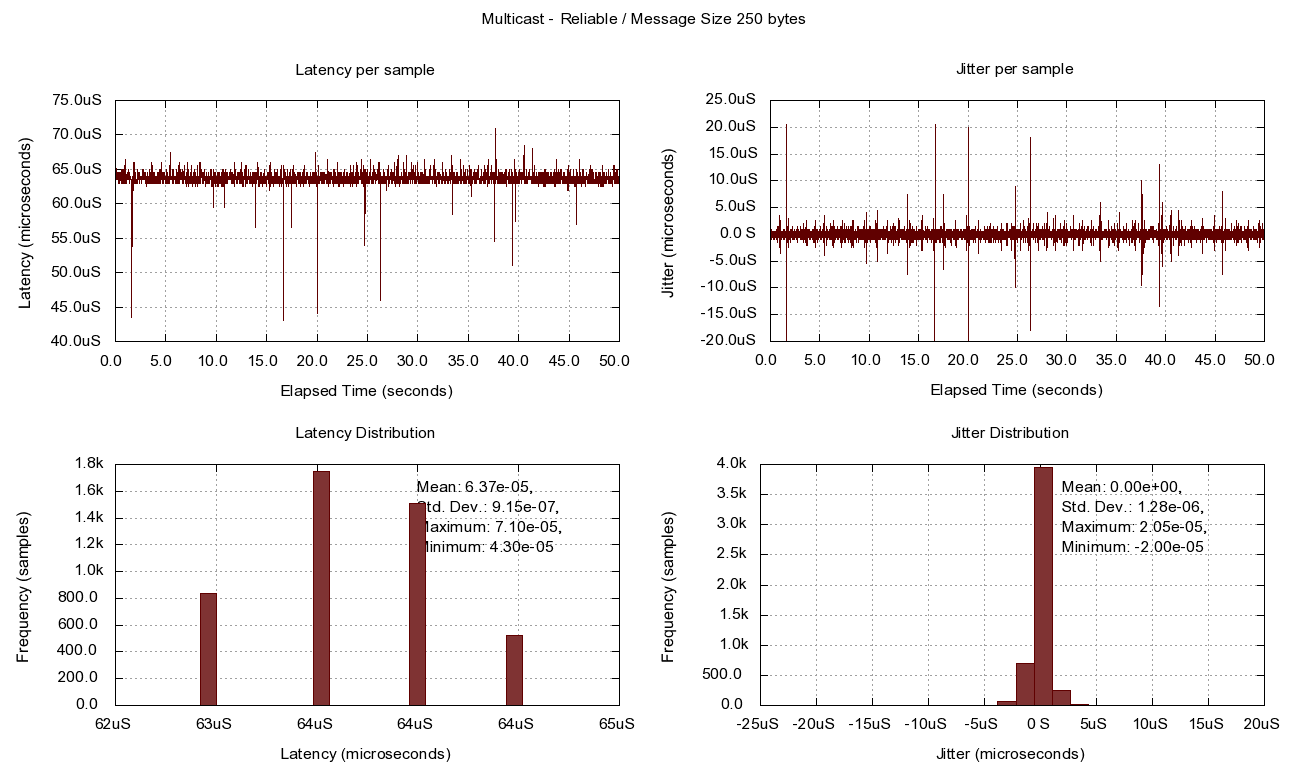 Multicast - Reliable / Message Size 250 bytes
Latency per sample
75.0uS
70.0uS
65.0uS
60.0uS
55.0uS
50.0uS
45.0uS
40.0uS
Latency (microseconds)
0.0 5.0 10.0 15.0 20.0 25.0 30.0 35.0 40.0 45.0 50.0
Elapsed Time (seconds)
Jitter per sample
25.0uS
20.0uS
15.0uS
10.0uS
5.0uS
0.0 S
-5.0uS
-10.0uS
-15.0uS
-20.0uS
Jitter (microseconds)
0.0 5.0 10.0 15.0 20.0 25.0 30.0 35.0 40.0 45.0 50.0
Elapsed Time (seconds)
Latency Distribution
1.8k
1.6k
1.4k
1.2k
1.0k
800.0
600.0
400.0
200.0
0.0
Frequency (samples)
Mean: 6.37e-05,
Std. Dev.: 9.15e-07,
Maximum: 7.10e-05,
Minimum: 4.30e-05
62uS 63uS 64uS 64uS 64uS 65uS
Latency (microseconds)
Jitter Distribution
4.0k
3.5k
3.0k
2.5k
2.0k
1.5k
1.0k
500.0
0.0
Frequency (samples)
Mean: 0.00e+00,
Std. Dev.: 1.28e-06,
Maximum: 2.05e-05,
Minimum: -2.00e-05
-25uS -20uS -15uS -10uS -5uS 0 S 5uS 10uS 15uS 20uS
Jitter (microseconds)